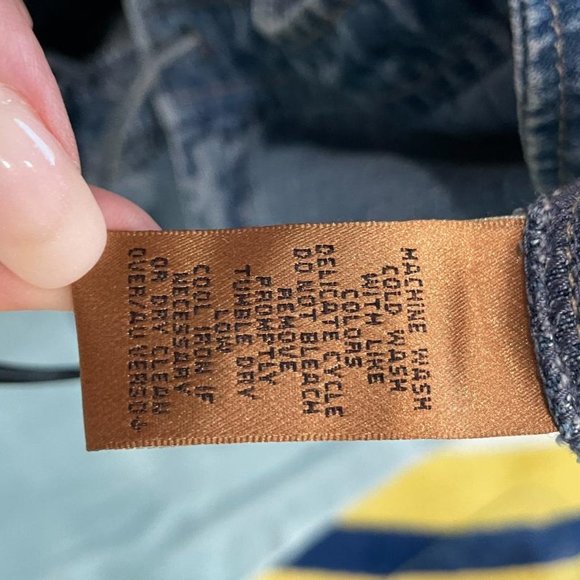 MACHINE WASH
COLD WASH
WITH LIKE
COLORS
DELICATE CYCLE
DO NOT BLEACH
REMOVE
PROMPTLY
TUMBLE DRY
LOW
COOL IRON IF
NECESSARY
OR DRY CLEAN
OVER/AU VERSO↓